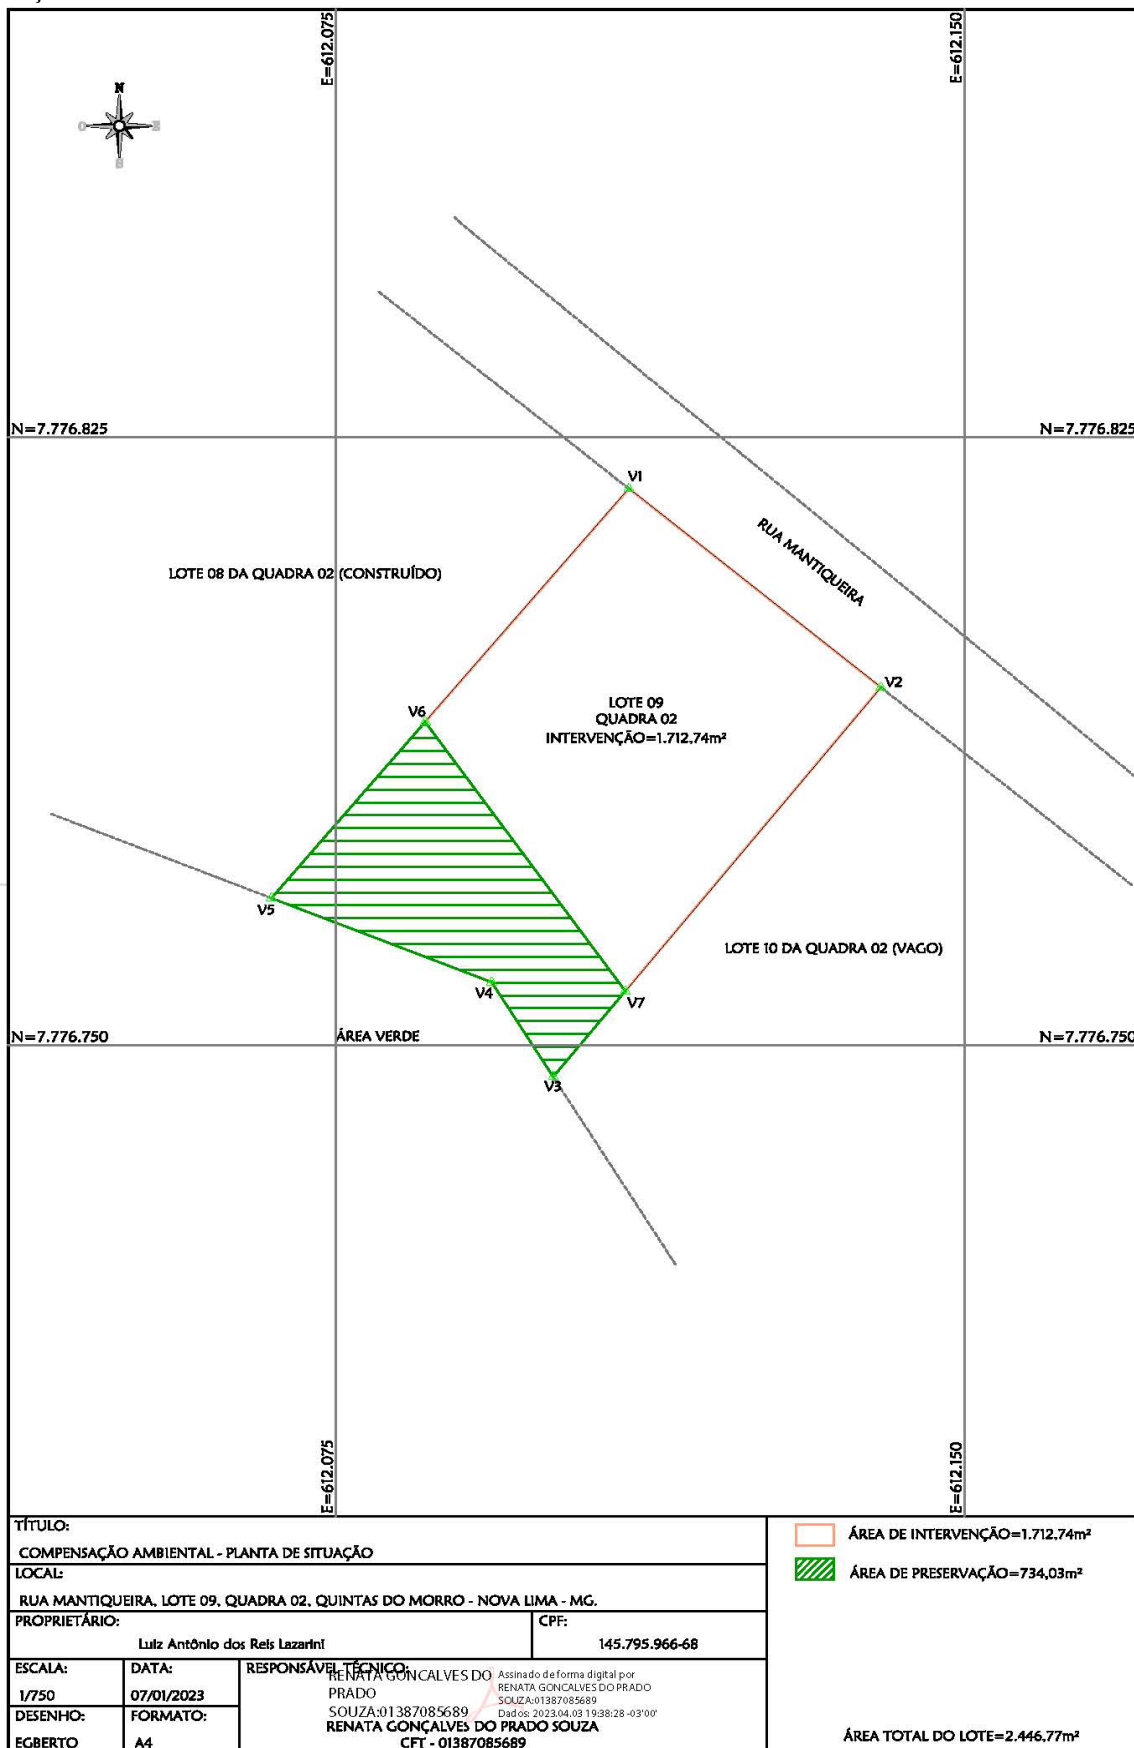 E=612.075
E=612.150
N
O
S
N=7.776.825
N=7.776.825
V1
RUA MANTIQUEIRA
LOTE 08 DA QUADRA 02 (CONSTRUÍDO)
V2
LOTE 09
QUADRA 02
INTERVENÇÃO=1.712,74m²
V6
V5
LOTE 10 DA QUADRA 02 (VAGO)
V4
V7
N=7.776.750
ÁREA VERDE
N=7.776.750
V3
E=612.075
E=612.150
TÍTULO:
COMPENSAÇÃO AMBIENTAL - PLANTA DE SITUAÇÃO
LOCAL:
RUA MANTIQUEIRA, LOTE 09, QUADRA 02, QUINTAS DO MORRO - NOVA LIMA - MG.
PROPRIETÁRIO:
Luiz Antônio dos Reis Lazarini
CPF:
145.795.966-68
ESCALA:
1/750
DATA:
07/01/2023
DESENHO:
EGBERTO
FORMATO:
A4
RESPONSÁVEL TÉCNICO:
RENATA GONCALVES DO
PRADO
SOUZA:01387085689
Assinado de forma digital por
RENATA GONCALVES DO PRADO
SOUZA:01387085689
Dados: 2023.04.03 19:38:28 -03'00'
RENATA GONÇALVES DO PRADO SOUZA
CFT - 01387085689
ÁREA DE INTERVENÇÃO=1.712,74m²
ÁREA DE PRESERVAÇÃO=734,03m²
ÁREA TOTAL DO LOTE=2.446,77m²